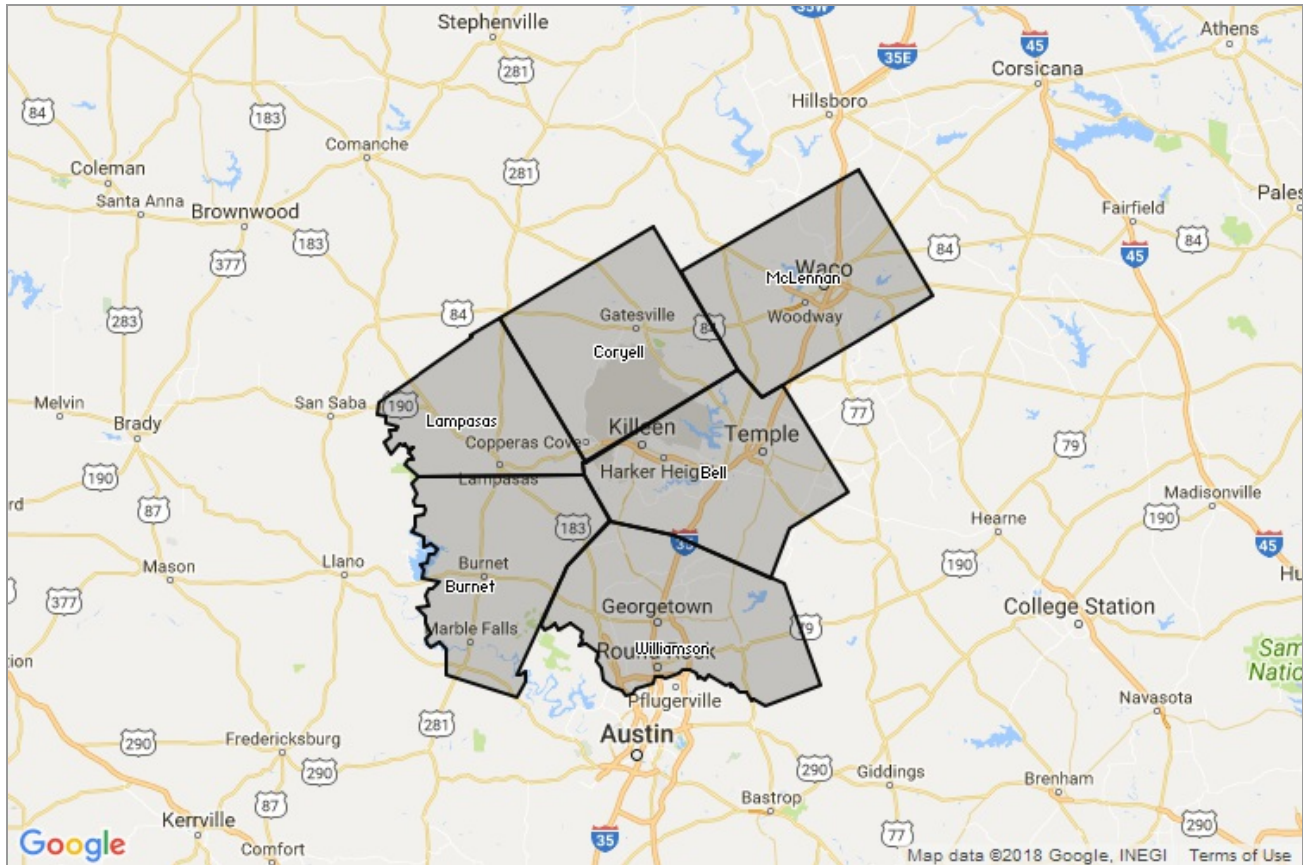 35W
Stephenville
Athens
45
35E
281
Corsicana
84
Hillsboro
183
Comanche
Coleman
281
Santa Anna
Brownwood
Fairfield
183
84
84
377
45
Waco
McLennan
283
84
Gatesville
84
Woodway
Coryell
Melvin
San Saba
190
77
Brady
Lampasas
Killeen
Temple
Copperas Cove
79
190
Harker Heig
Bell
Lampasas
Madisonville
87
183
Hearne
190
35
45
Llano
Burnet
190
Mason
Burnet
377
Georgetown
College Station
Marble Falls
79
Round Rock
Williamson
Pflugerville
Navasota
281
Austin
290
Fredericksburg
290
290
Giddings
Brenham
87
Bastrop
Kerrville
35
77
290
Comfort
Google
Map data ©2018 Google, INEGI
Terms of Use